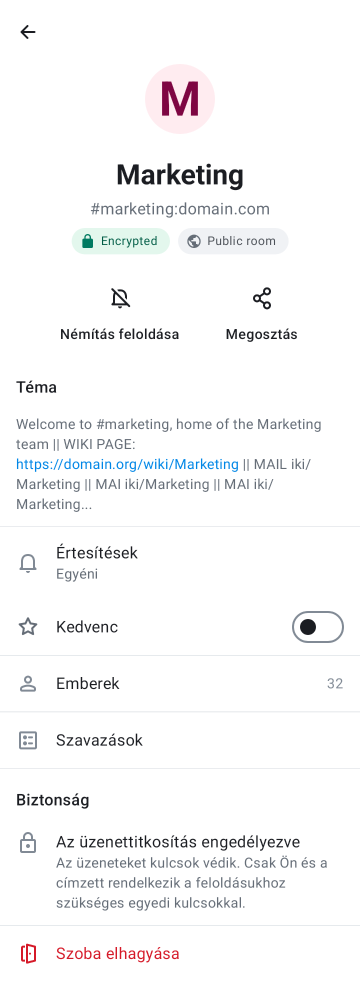 M
Marketing
#marketing:domain.com
Encrypted
Public room
Némítás feloldása
Megosztás
Téma
Welcome to #marketing, home of the Marketing
team || WIKI PAGE:
https://domain.org/wiki/Marketing || MAIL iki/
Marketing || MAI iki/Marketing || MAI iki/
Marketing...
Értesítések
Egyéni
Kedvenc
Emberek
32
Szavazások
Biztonság
Az üzenettitkosítás engedélyezve
Az üzeneteket kulcsok védik. Csak Ön és a
címzett rendelkezik a feloldásukhoz
szükséges egyedi kulcsokkal.
Szoba elhagyása